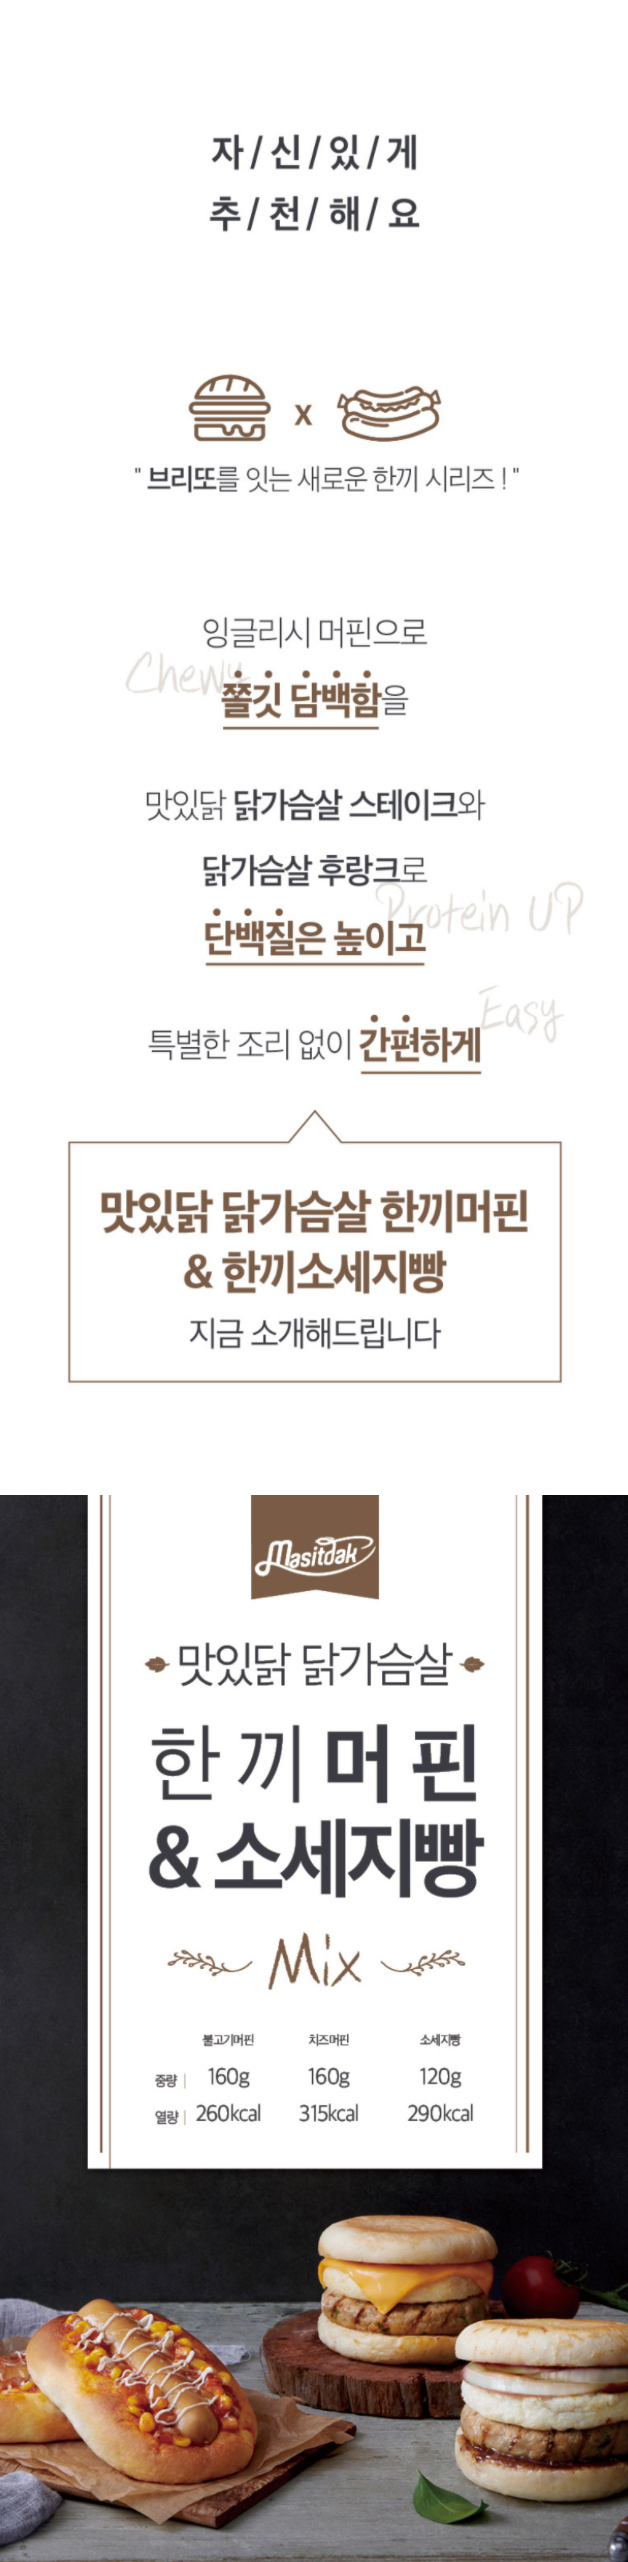 자/신/있/게
추/천/해/요
X
"브리또를 잇는 새로운 한끼 시리즈!"
잉글리시 머핀으로
Chewy
쫄깃 담백함을
맛있닭 닭가슴살 스테이크와
닭가슴살 후랑크로
Protein UP
단백질은 높이고
Easy
특별한 조리 없이 간편하게
맛있닭 닭가슴살 한끼머핀
& 한끼소세지빵
지금 소개해드립니다
Masitdak
맛있닭 닭가슴살
한끼머핀
&소세지빵
Mix
불고기머핀 치즈머핀 소세지빵
중량 | 160g 160g 120g
열량 | 260kcal 315kcal 290kcal